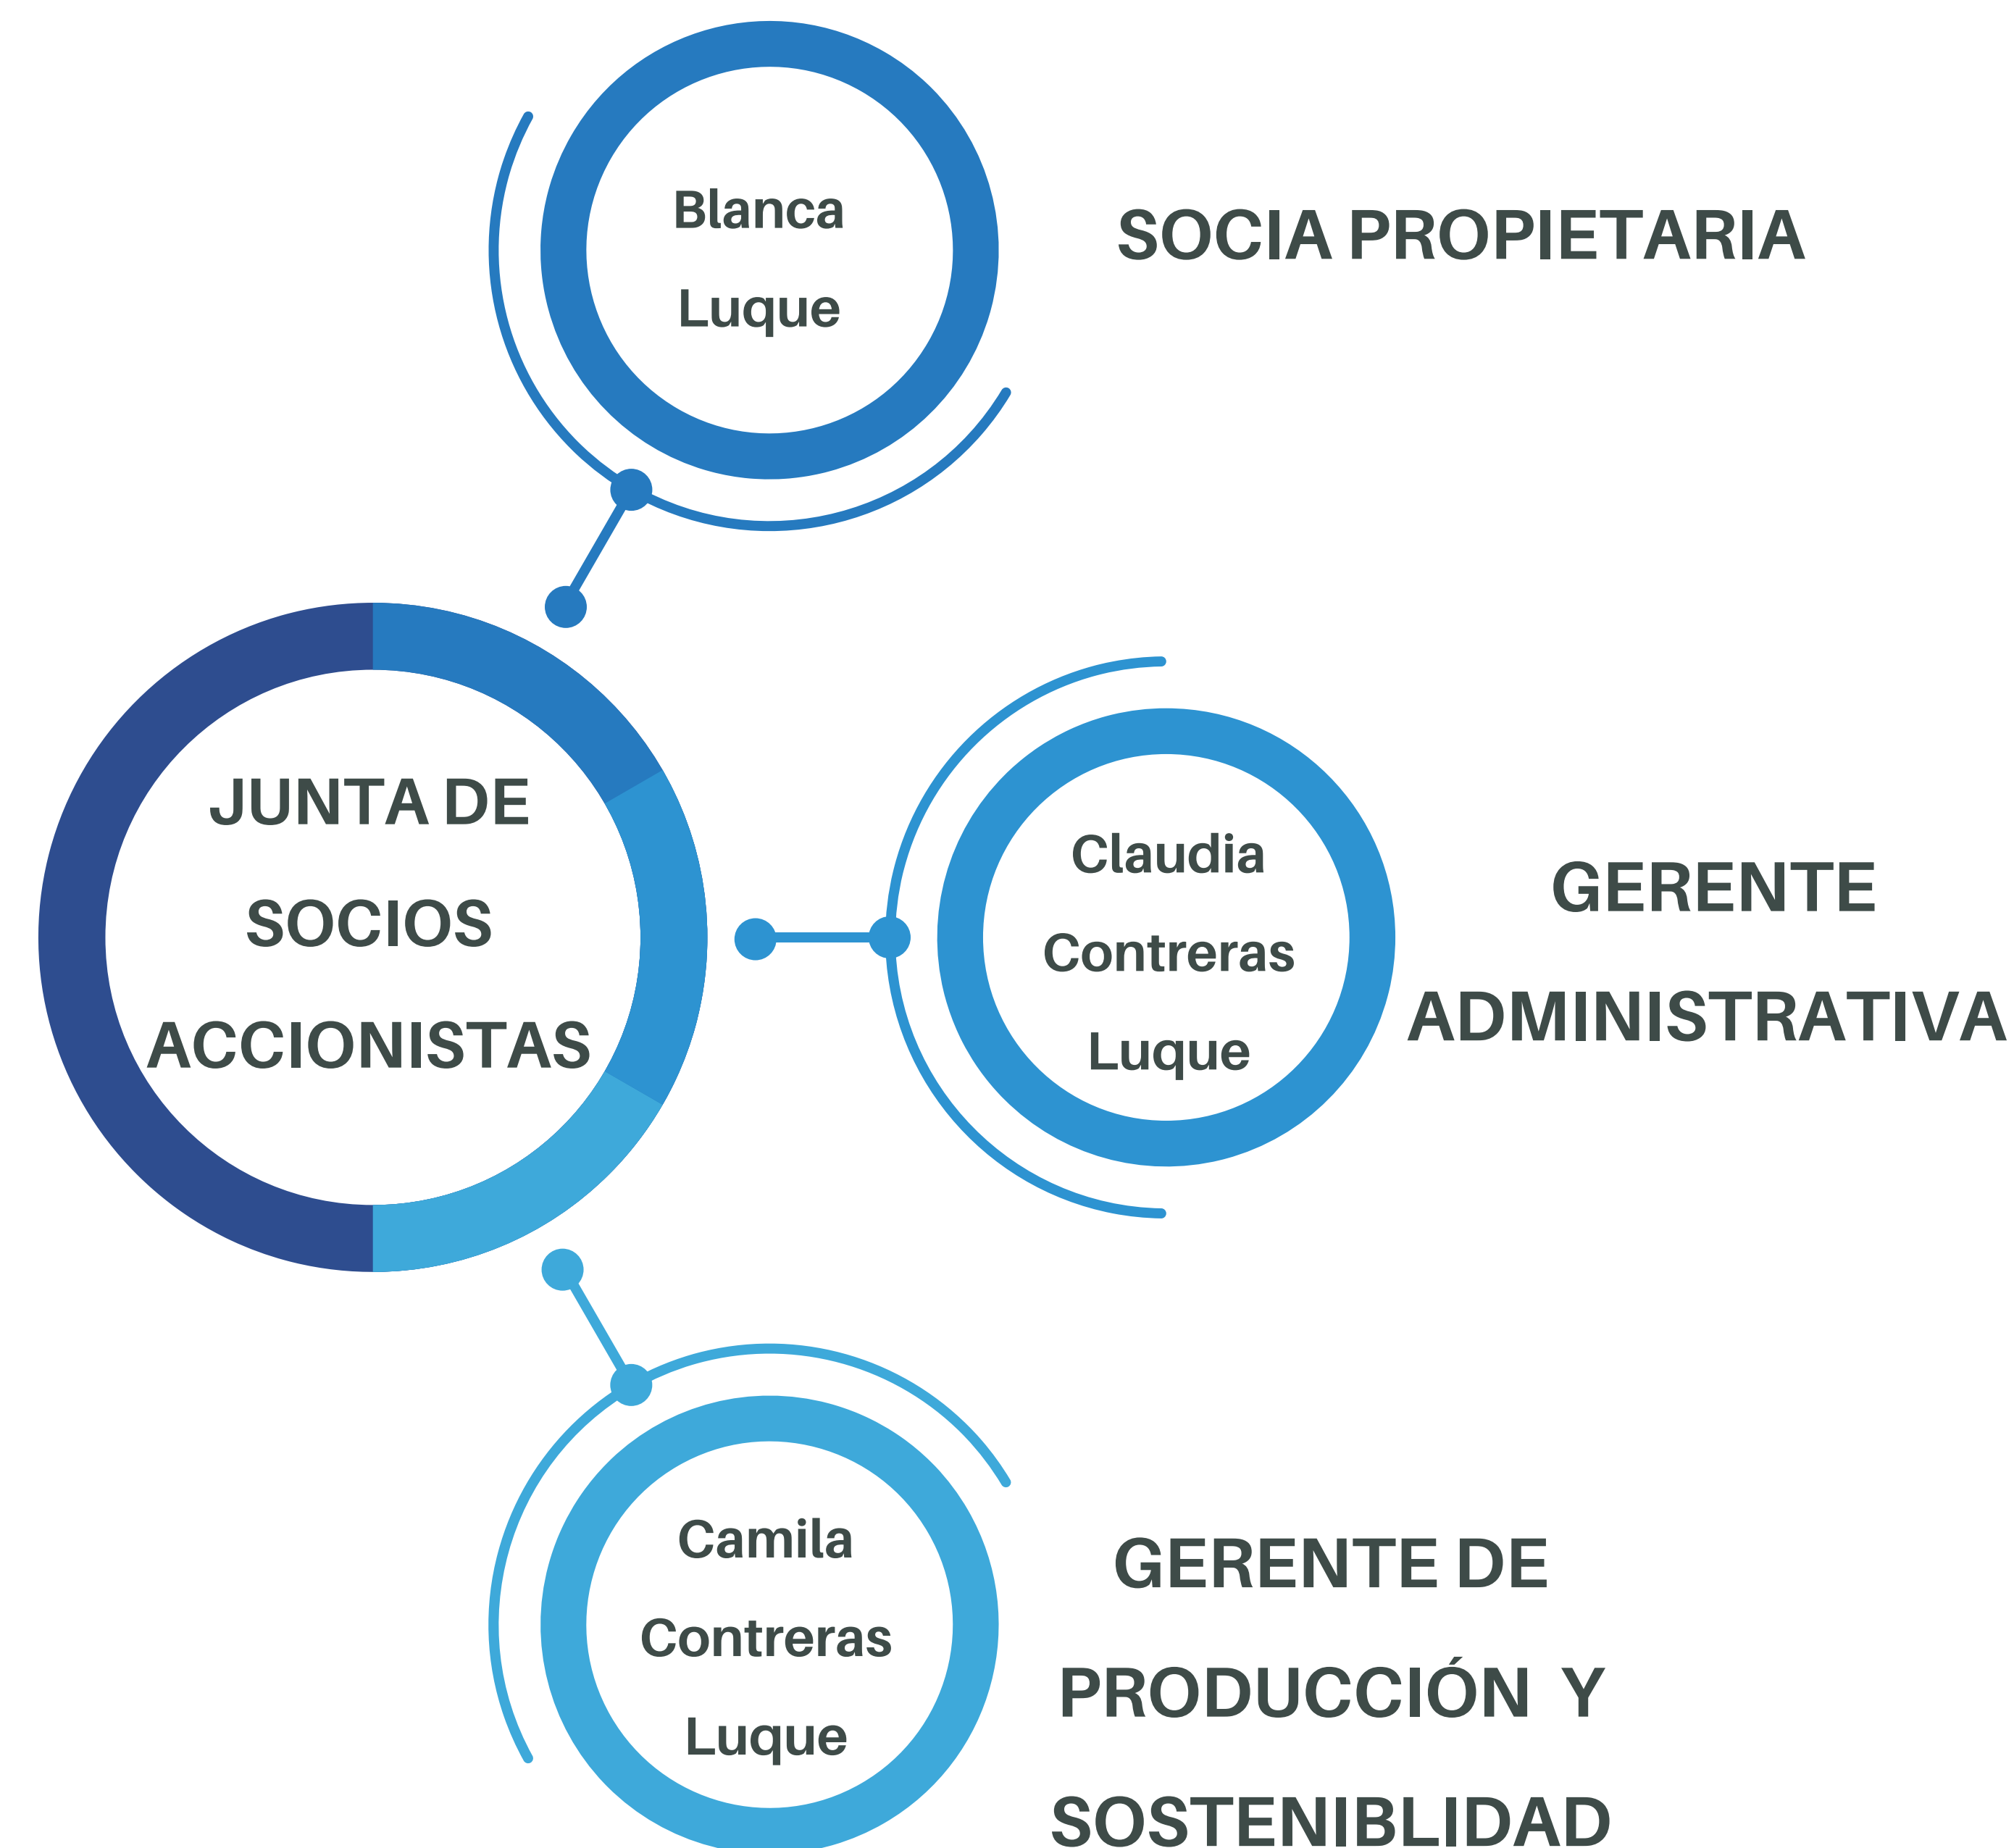 Blanca
Luque
SOCIA PROPIETARIA
JUNTA DE
SOCIOS
ACCIONISTAS
Claudia
Contreras
Luque
GERENTE
ADMINISTRATIVA
Camila
Contreras
Luque
GERENTE DE
PRODUCCIÓN Y
SOSTENIBLIDAD